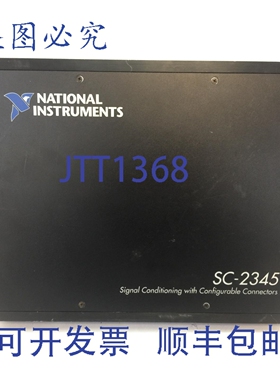 图必究
NATIONAL
INSTRUMENTS
JTT1368
SC-2345
Signal Conditioning with Configurable Connectors
可开发票 顺丰包邮